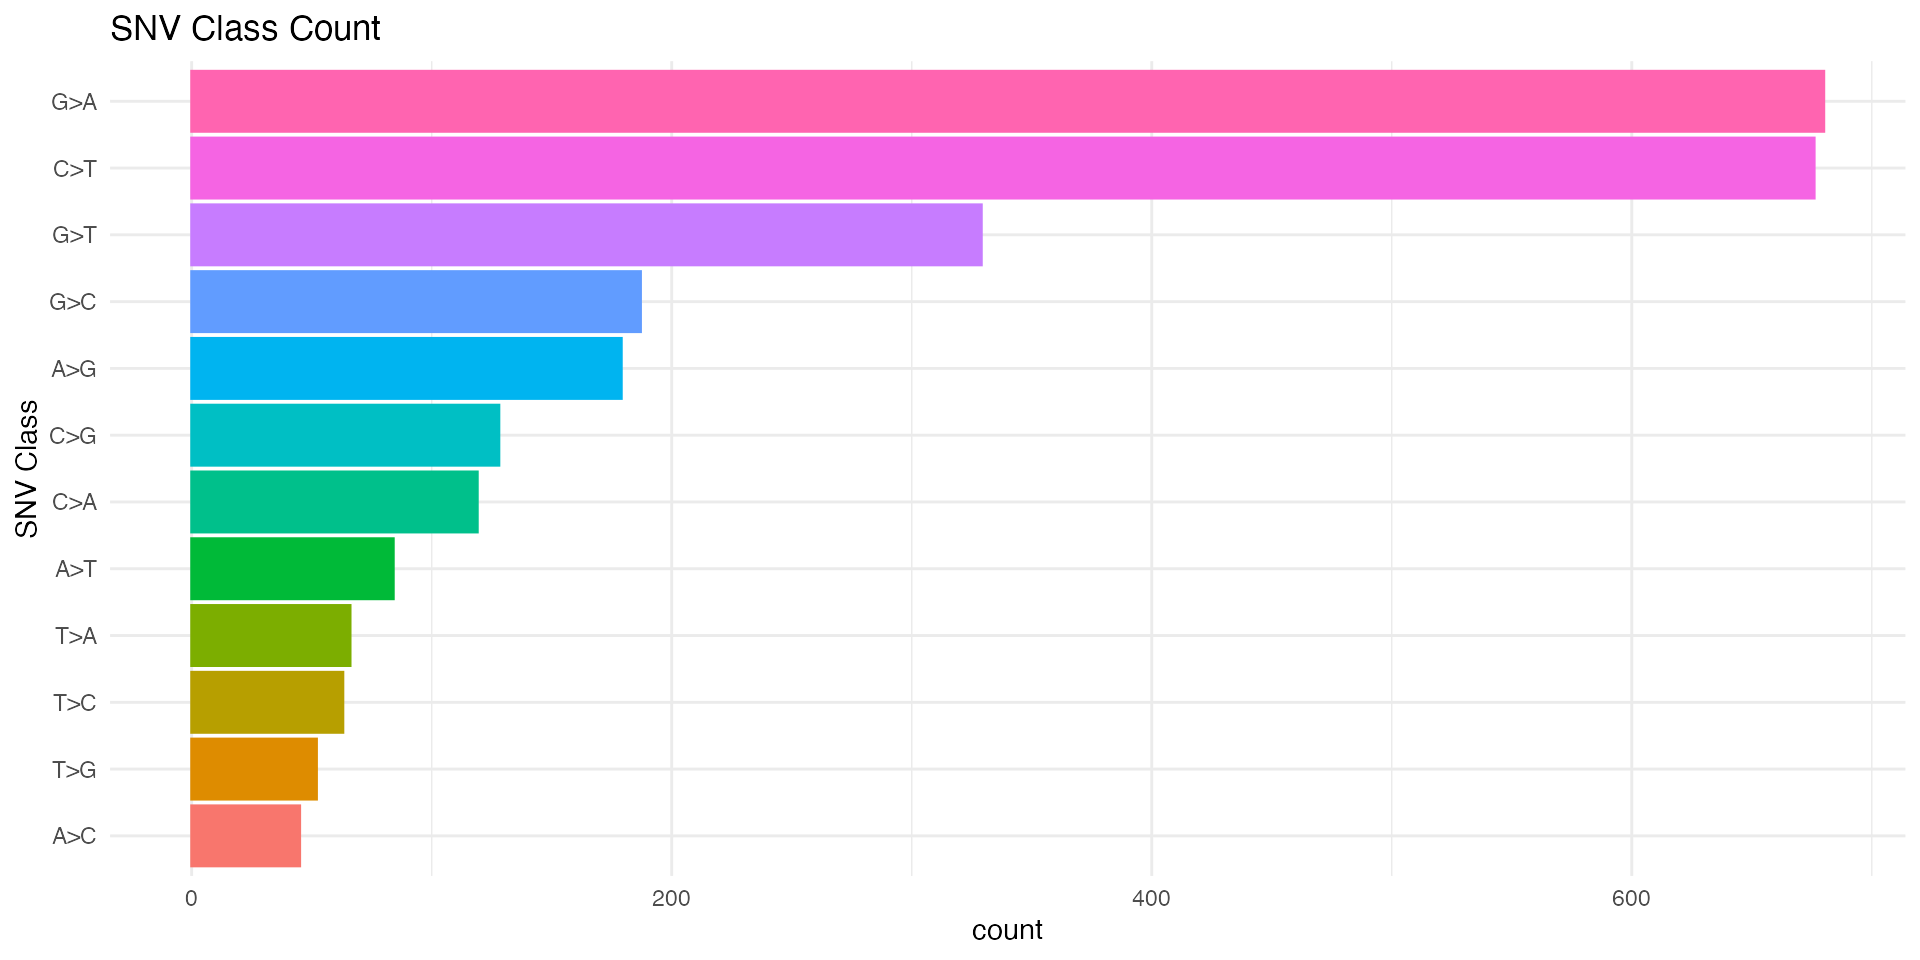 SNV Class Count
SNV Class
G>A
C>T
G>T
G>C
A>G
C>G
C>A
A>T
T>A
T>C
T>G
A>C
0 200 400 600
count